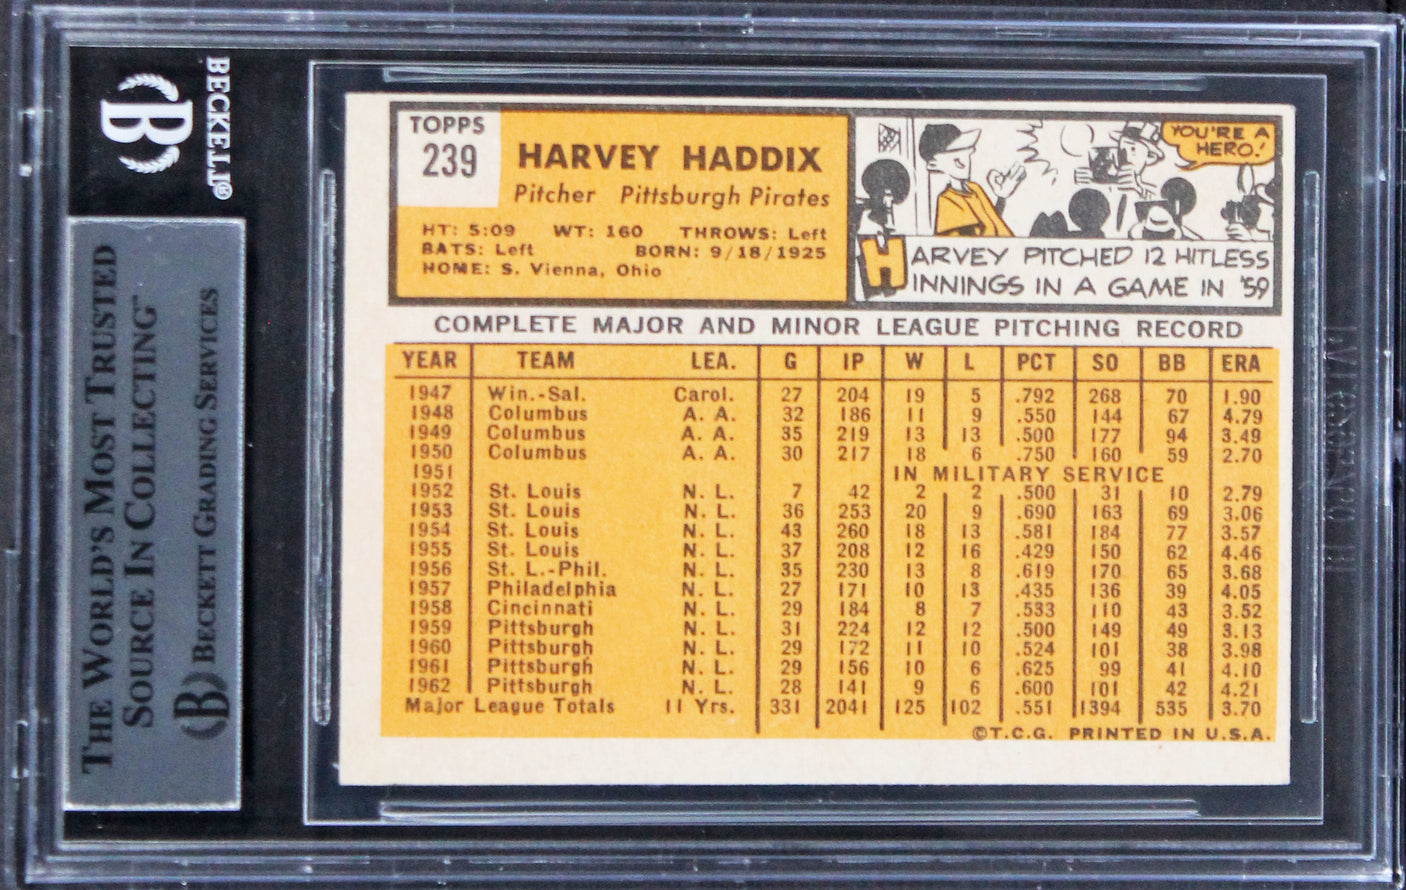 BECKETT®
B
THE WORLD'S MOST TRUSTED
SOURCE IN COLLECTING™
B BECKETT GRADING SERVICES
TOPPS
239
HARVEY HADDIX
Pitcher Pittsburgh Pirates
HT: 5:09 WT: 160 THROWS: Left
BATS: Left BORN: 9/18/1925
HOME: S. Vienna, Ohio
YOU'RE A
HERO!
HARVEY PITCHED 12 HITLESS
INNINGS IN A GAME IN '59
COMPLETE MAJOR AND MINOR LEAGUE PITCHING RECORD
YEAR TEAM LEA. G IP W L PCT SO BB ERA
1947 Win.-Sal. Carol. 27 204 19 5 .792 268 70 1.90
1948 Columbus A. A. 32 186 11 9 .550 144 67 4.79
1949 Columbus A. A. 35 219 13 13 .500 177 94 3.49
1950 Columbus A. A. 30 217 18 6 .750 160 59 2.70
1951 IN MILITARY SERVICE
1952 St. Louis N. L. 7 42 2 2 .500 31 10 2.79
1953 St. Louis N. L. 36 253 20 9 .690 163 69 3.06
1954 St. Louis N. L. 43 260 18 13 .581 184 77 3.57
1955 St. Louis N. L. 37 208 12 16 .429 150 62 4.46
1956 St. L.-Phil. N. L. 35 230 13 8 .619 170 65 3.68
1957 Philadelphia N. L. 27 171 10 13 .435 136 39 4.05
1958 Cincinnati N. L. 29 184 8 7 .533 110 43 3.52
1959 Pittsburgh N. L. 31 224 12 12 .500 149 49 3.13
1960 Pittsburgh N. L. 29 172 11 10 .524 101 38 3.98
1961 Pittsburgh N. L. 29 156 10 6 .625 99 41 4.10
1962 Pittsburgh N. L. 28 141 9 6 .600 101 42 4.21
Major League Totals 11 Yrs. 331 2041 125 102 .551 1394 535 3.70
©T.C.G. PRINTED IN U.S.A.